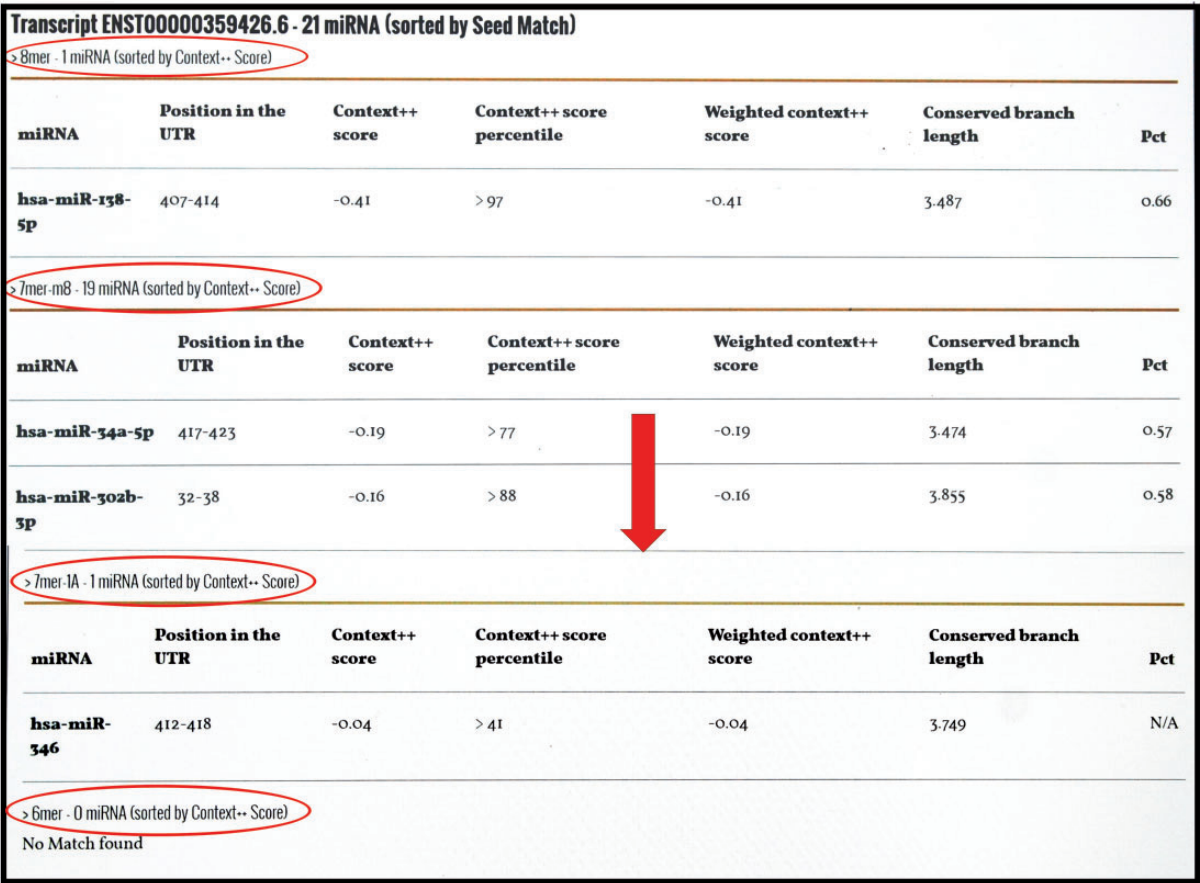 Transcript ENST00000359426.6 - 21 miRNA (sorted by Seed Match)
> 8mer - 1 miRNA (sorted by Context++ Score)
miRNA Position in the UTR Context++ score Context++ score percentile Weighted context++ score Conserved branch length Pct
hsa-miR-138-5p 407-414 -0.41 > 97 -0.41 3.487 0.66
> 7mer-m8 - 19 miRNA (sorted by Context++ Score)
miRNA Position in the UTR Context++ score Context++ score percentile Weighted context++ score Conserved branch length Pct
hsa-miR-34a-5p 417-423 -0.19 > 77 -0.19 3.474 0.57
hsa-miR-302b-3p 32-38 -0.16 > 88 -0.16 3.855 0.58
> 7mer-1A - 1 miRNA (sorted by Context++ Score)
miRNA Position in the UTR Context++ score Context++ score percentile Weighted context++ score Conserved branch length Pct
hsa-miR-346 412-418 -0.04 > 41 -0.04 3.749 N/A
> 6mer - 0 miRNA (sorted by Context++ Score)
No Match found